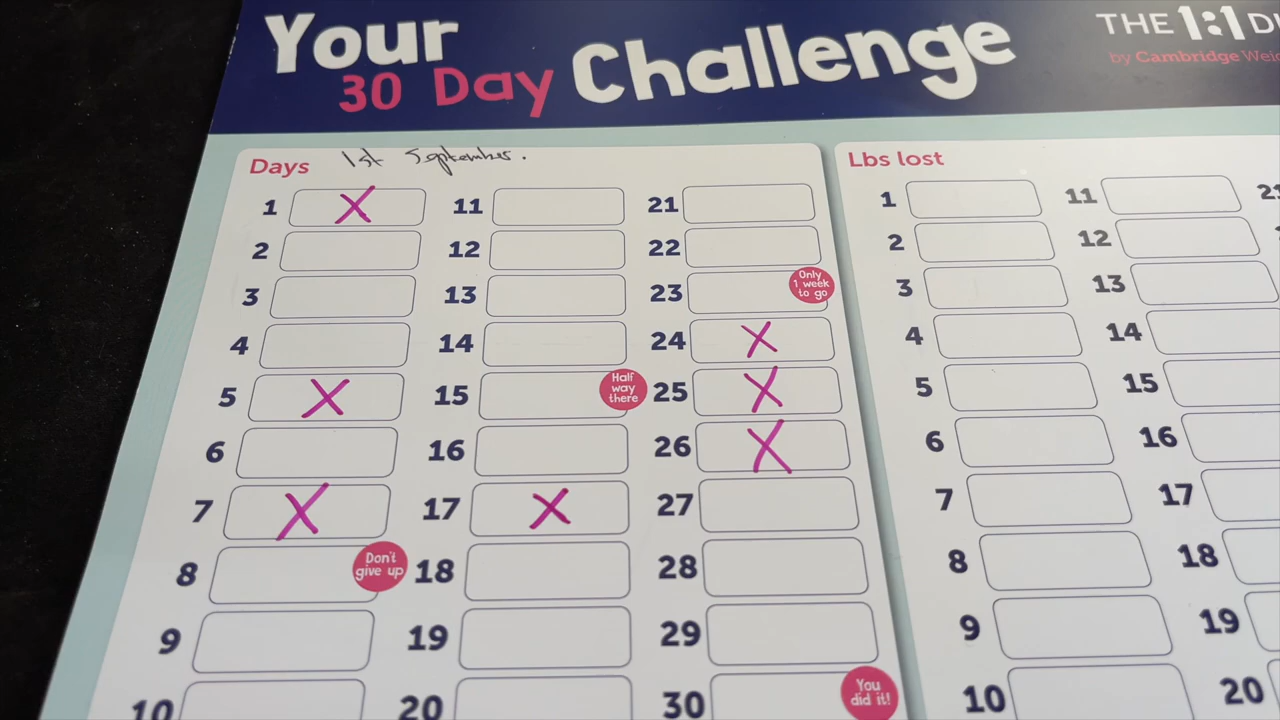 Your
30 Day Challenge
THE 1:1
by Cambridge
Days 1st September.
1 X
2
3
4
5 X
6
7 X
8 Don't give up
9
10
11
12
13
14
15 Half way there
16
17 X
18
19
20
21
22
23 Only 1 week to go
24 X
25 X
26 X
27
28
29
30 You did it!
Lbs lost
1
2
3
4
5
6
7
8
9
10
11
12
13
14
15
16
17
18
19
20